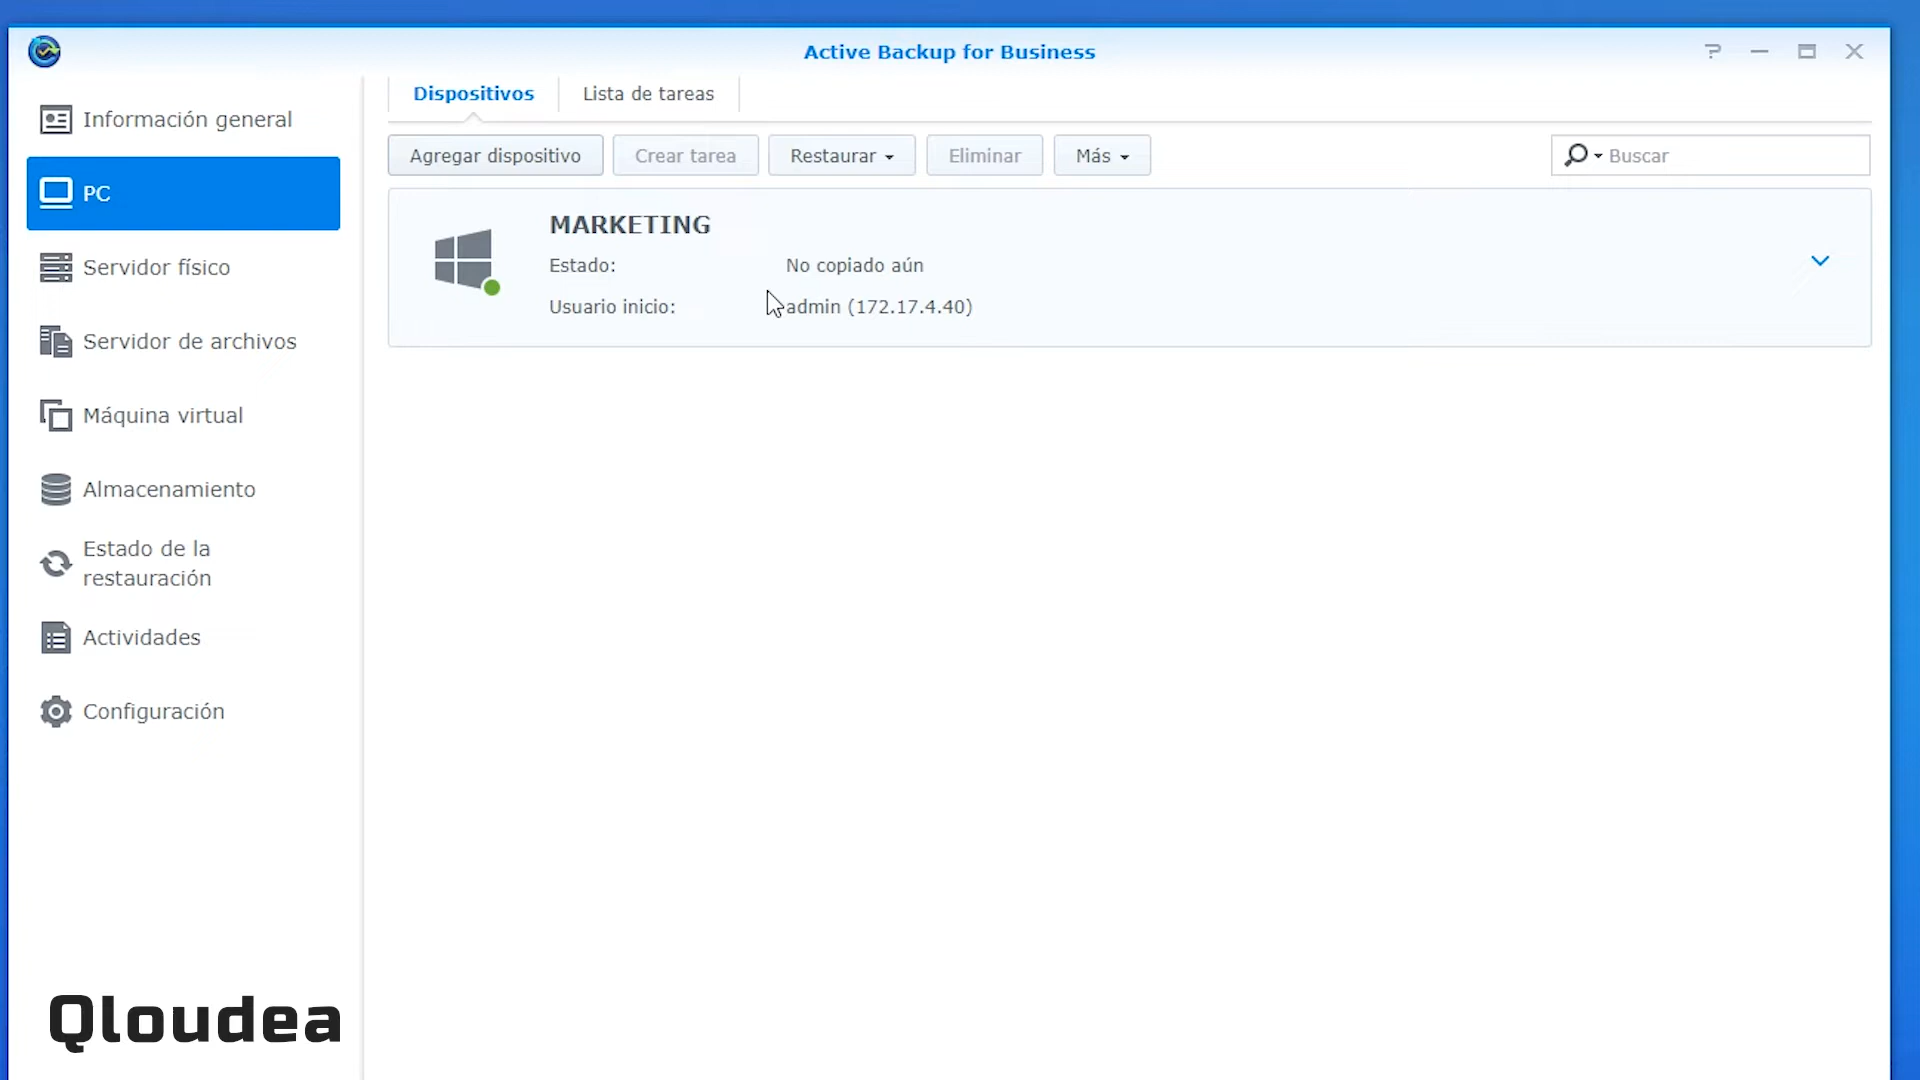 Active Backup for Business
Información general
PC
Servidor físico
Servidor de archivos
Máquina virtual
Almacenamiento
Estado de la
restauración
Actividades
Configuración
Dispositivos
Lista de tareas
Agregar dispositivo
Crear tarea
Restaurar
Eliminar
Más
Buscar
MARKETING
Estado: No copiado aún
Usuario inicio: admin (172.17.4.40)
Qloudea